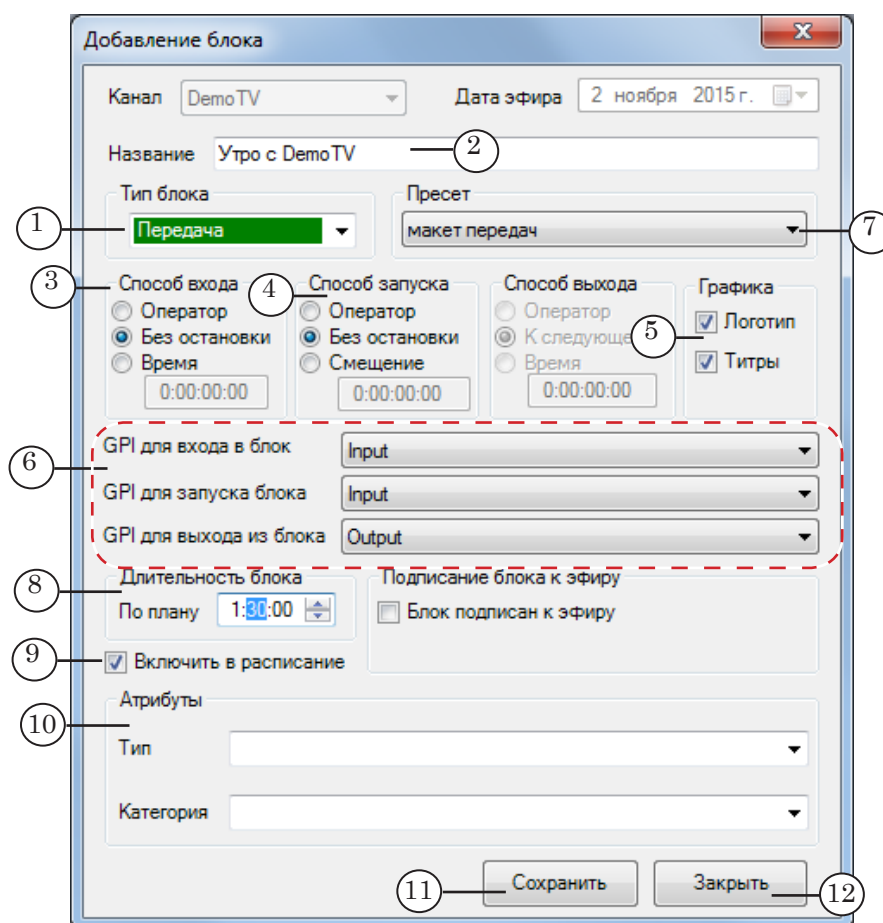 Добавление блока
Канал DemoTV Дата эфира 2 ноября 2015 г.
Название Утро с DemoTV 2
Тип блока Пресет
1 Передача макет передач 7
3 Способ входа 4 Способ запуска Способ выхода Графика
Оператор Оператор Оператор 5 Логотип
Без остановки Без остановки К следующе
Время Смещение Время Титры
0:00:00:00 0:00:00:00 0:00:00:00
6 GPI для входа в блок Input
GPI для запуска блока Input
GPI для выхода из блока Output
8 Длительность блока Подписание блока к эфиру
По плану 1:30:00 Блок подписан к эфиру
9 Включить в расписание
Атрибуты
10
Тип
Категория
11 Сохранить Закрыть 12